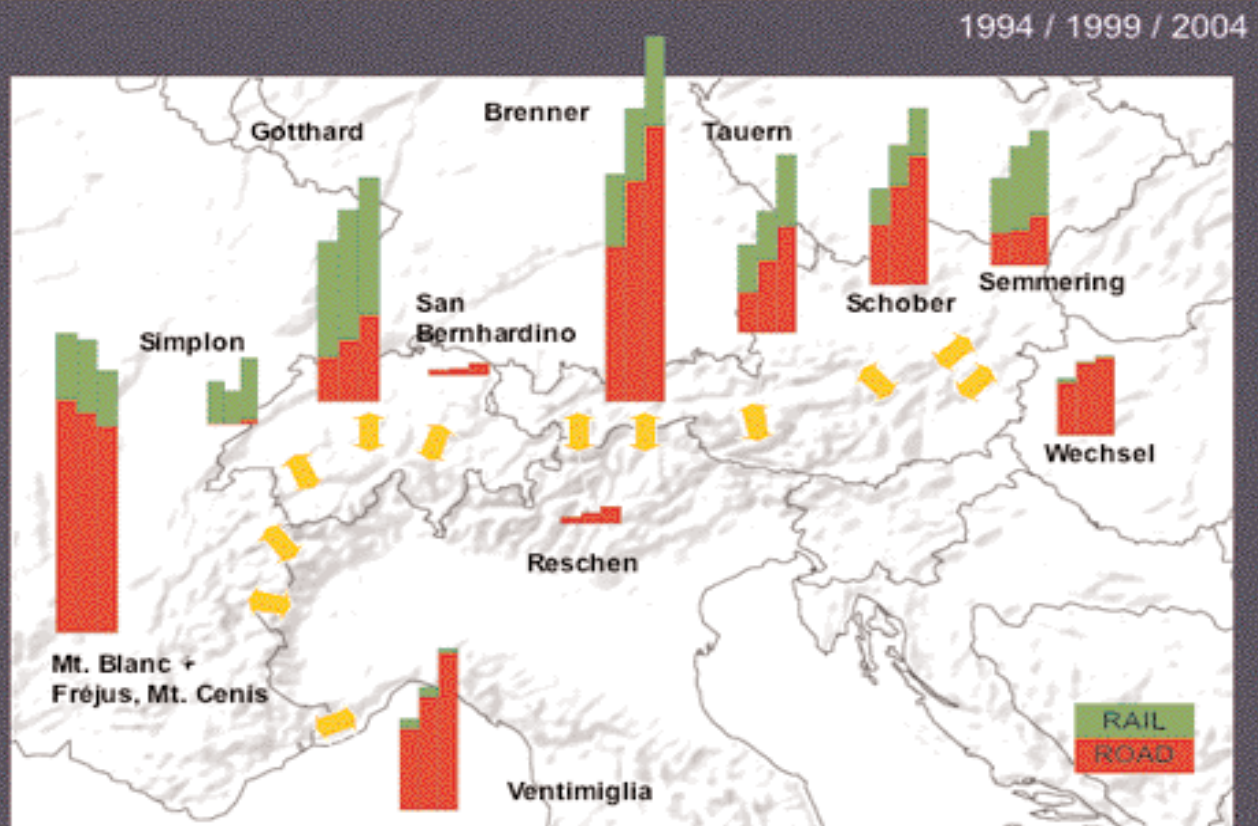 1994 / 1999 / 2004
Brenner
Gotthard
Tauern
San
Bernhardino
Schober
Semmering
Simplon
Wechsel
Reschen
Mt. Blanc +
Fréjus, Mt. Cenis
RAIL
ROAD
Ventimiglia